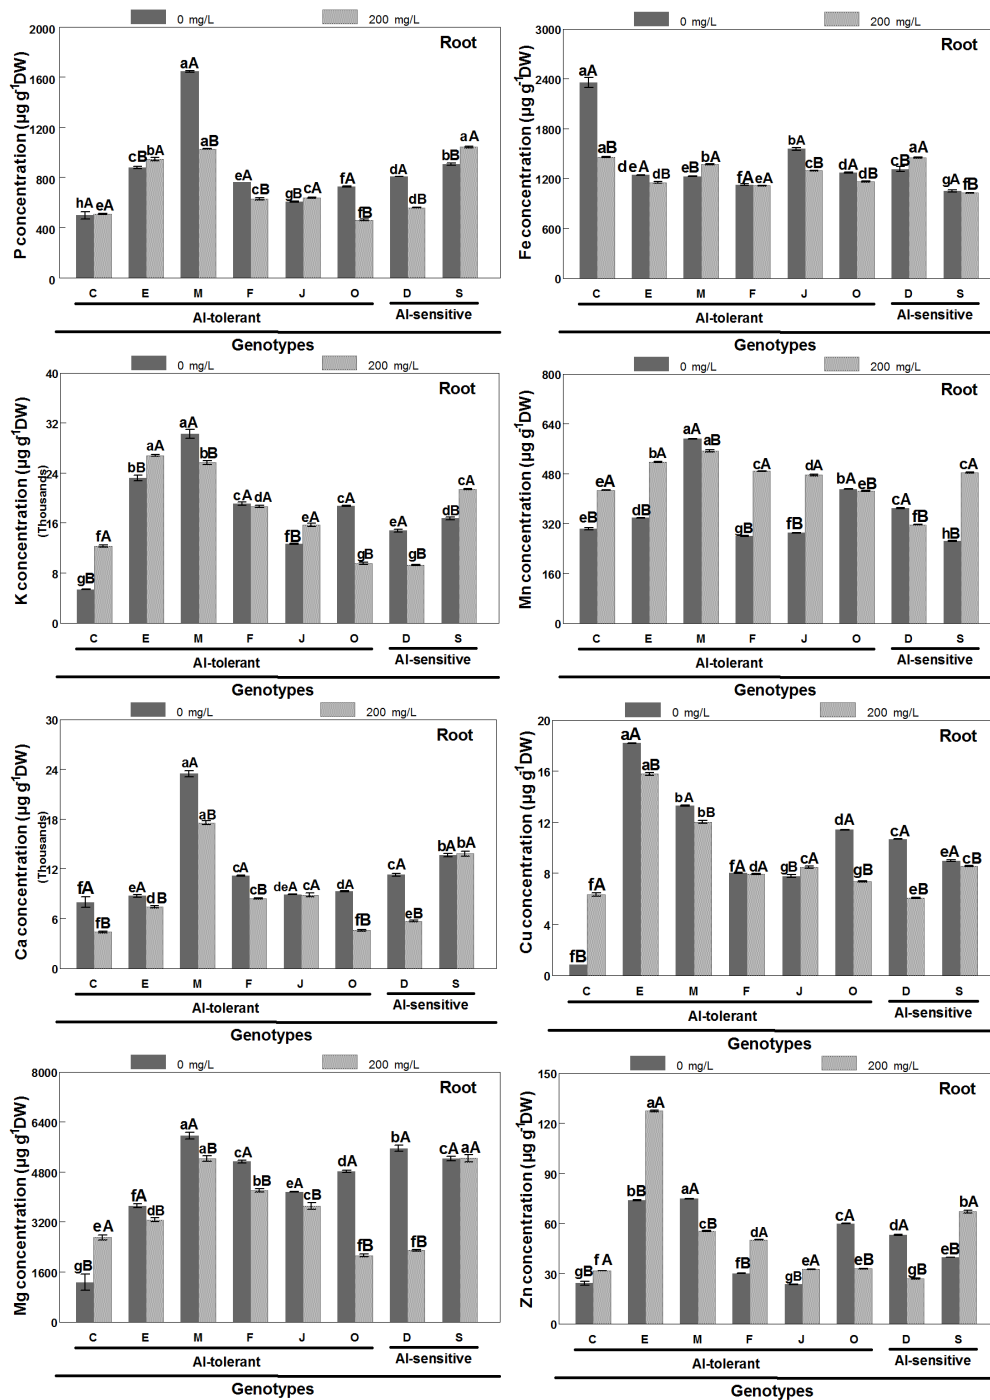 0 mg/L 200 mg/L
Root
P concentration (µg g-1DW)
2000
1600
1200
800
400
0
hA eA cB bA aA aB eA cB gB cA fA fB dA dB bB aA
C E M F J O D S
Al-tolerant Al-sensitive
Genotypes
0 mg/L 200 mg/L
Root
Fe concentration (µg g-1DW)
3000
2400
1800
1200
600
0
aA aB deA dB eB cA fA eA bA cB dA dB cB aA gA fB
C E M F J O D S
Al-tolerant Al-sensitive
Genotypes
0 mg/L 200 mg/L
Root
K concentration (µg g-1DW)
(Thousands)
40
32
24
16
8
0
gB fA bB aA aA bB cA dA fB eA cA gB eA gB dB cA
C E M F J O D S
Al-tolerant Al-sensitive
Genotypes
0 mg/L 200 mg/L
Root
Mn concentration (µg g-1DW)
800
640
480
320
160
0
eB eA dB bA aA aB gB cA fB dA bA eB cA fB hB cA
C E M F J O D S
Al-tolerant Al-sensitive
Genotypes
0 mg/L 200 mg/L
Root
Ca concentration (µg g-1DW)
(Thousands)
30
24
18
12
6
0
fA fB eA dB aA aB cA cB deA cA dA fB cA eB bA bA
C E M F J O D S
Al-tolerant Al-sensitive
Genotypes
0 mg/L 200 mg/L
Root
Cu concentration (µg g-1DW)
20
16
12
8
4
0
fB fA aA aB bA bB fA dA gB cA dA gB cA eB eA cB
C E M F J O D S
Al-tolerant Al-sensitive
Genotypes
0 mg/L 200 mg/L
Root
Mg concentration (µg g-1DW)
8000
6400
4800
3200
1600
0
gB eA fA dB aA aB cA bB eA cB dA fB bA fB cA aA
C E M F J O D S
Al-tolerant Al-sensitive
Genotypes
0 mg/L 200 mg/L
Root
Zn concentration (µg g-1DW)
150
120
90
60
30
0
gB fA bB aA aA cB fB dA gB eA cA eB dA gB eB bA
C E M F J O D S
Al-tolerant Al-sensitive
Genotypes